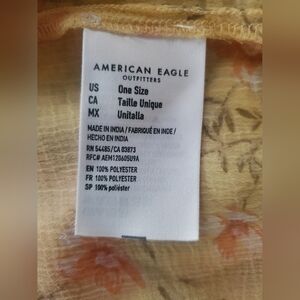 AMERICAN EAGLE
OUTFITTERS
US One Size
CA Taille Unique
MX Unitalla
MADE IN INDIA / FABRIQUÉ EN INDE /
HECHO EN INDIA
RN 54485/CA 03873
RFC# AEM120605U9A
EN 100% POLYESTER
FR 100% POLYESTER
SP 100% poliéster